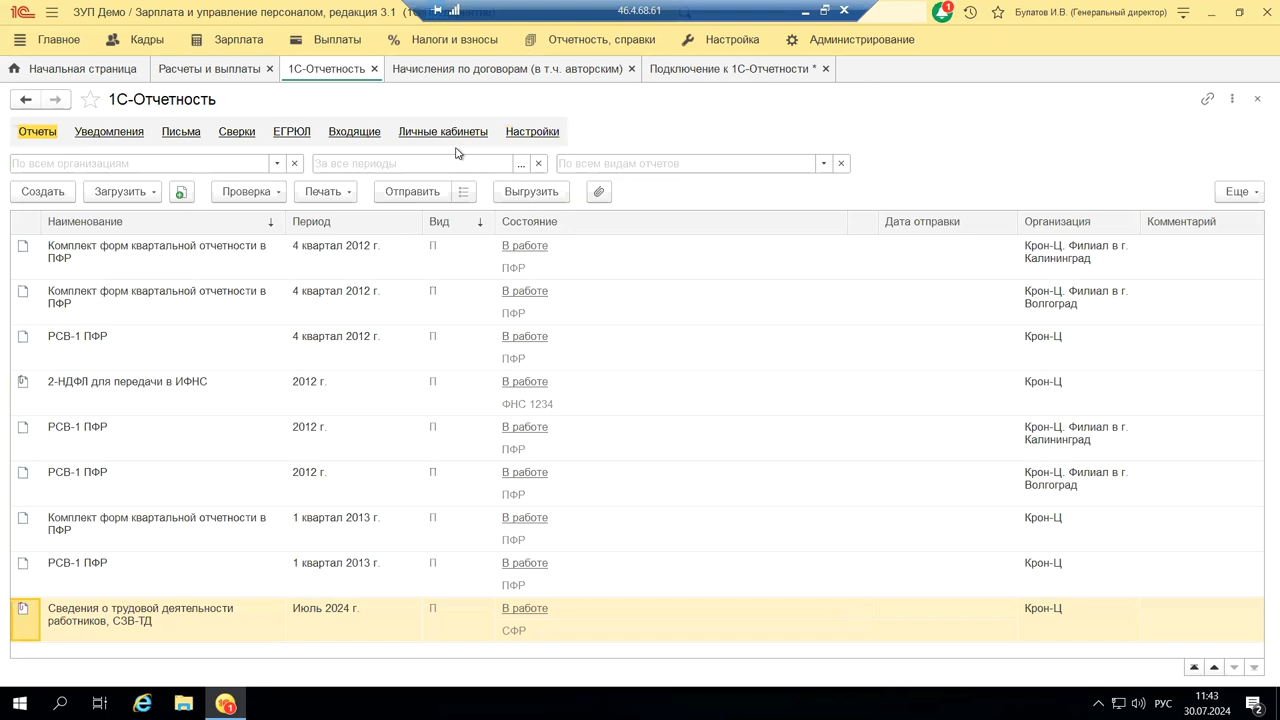 ЗУП Демо / Зарплата и управление персоналом, редакция 3.1 (1С
46.4.68.61
1
Булатов И.В. (Генеральный директор)
Главное Кадры Зарплата Выплаты Налоги и взносы Отчетность, справки Настройка Администрирование
Начальная страница Расчеты и выплаты 1С-Отчетность Начисления по договорам (в т.ч. авторским) Подключение к 1С-Отчетности *
1С-Отчетность
Отчеты Уведомления Письма Сверки ЕГРЮЛ Входящие Личные кабинеты Настройки
По всем организациям За все периоды ... По всем видам отчетов
Создать Загрузить Проверка Печать Отправить Выгрузить Еще
Наименование Период Вид Состояние Дата отправки Организация Комментарий
Комплект форм квартальной отчетности в 4 квартал 2012 г. П В работе Крон-Ц. Филиал в г.
ПФР ПФР Калининград
Комплект форм квартальной отчетности в 4 квартал 2012 г. П В работе Крон-Ц. Филиал в г.
ПФР ПФР Волгоград
РСВ-1 ПФР 4 квартал 2012 г. П В работе Крон-Ц
ПФР
2-НДФЛ для передачи в ИФНС 2012 г. П В работе Крон-Ц
ФНС 1234
РСВ-1 ПФР 2012 г. П В работе Крон-Ц. Филиал в г.
ПФР Калининград
РСВ-1 ПФР 2012 г. П В работе Крон-Ц. Филиал в г.
ПФР Волгоград
Комплект форм квартальной отчетности в 1 квартал 2013 г. П В работе Крон-Ц
ПФР ПФР
РСВ-1 ПФР 1 квартал 2013 г. П В работе Крон-Ц
ПФР
Сведения о трудовой деятельности Июль 2024 г. П В работе Крон-Ц
работников, СЗВ-ТД СФР
РУС 11:43
30.07.2024 2